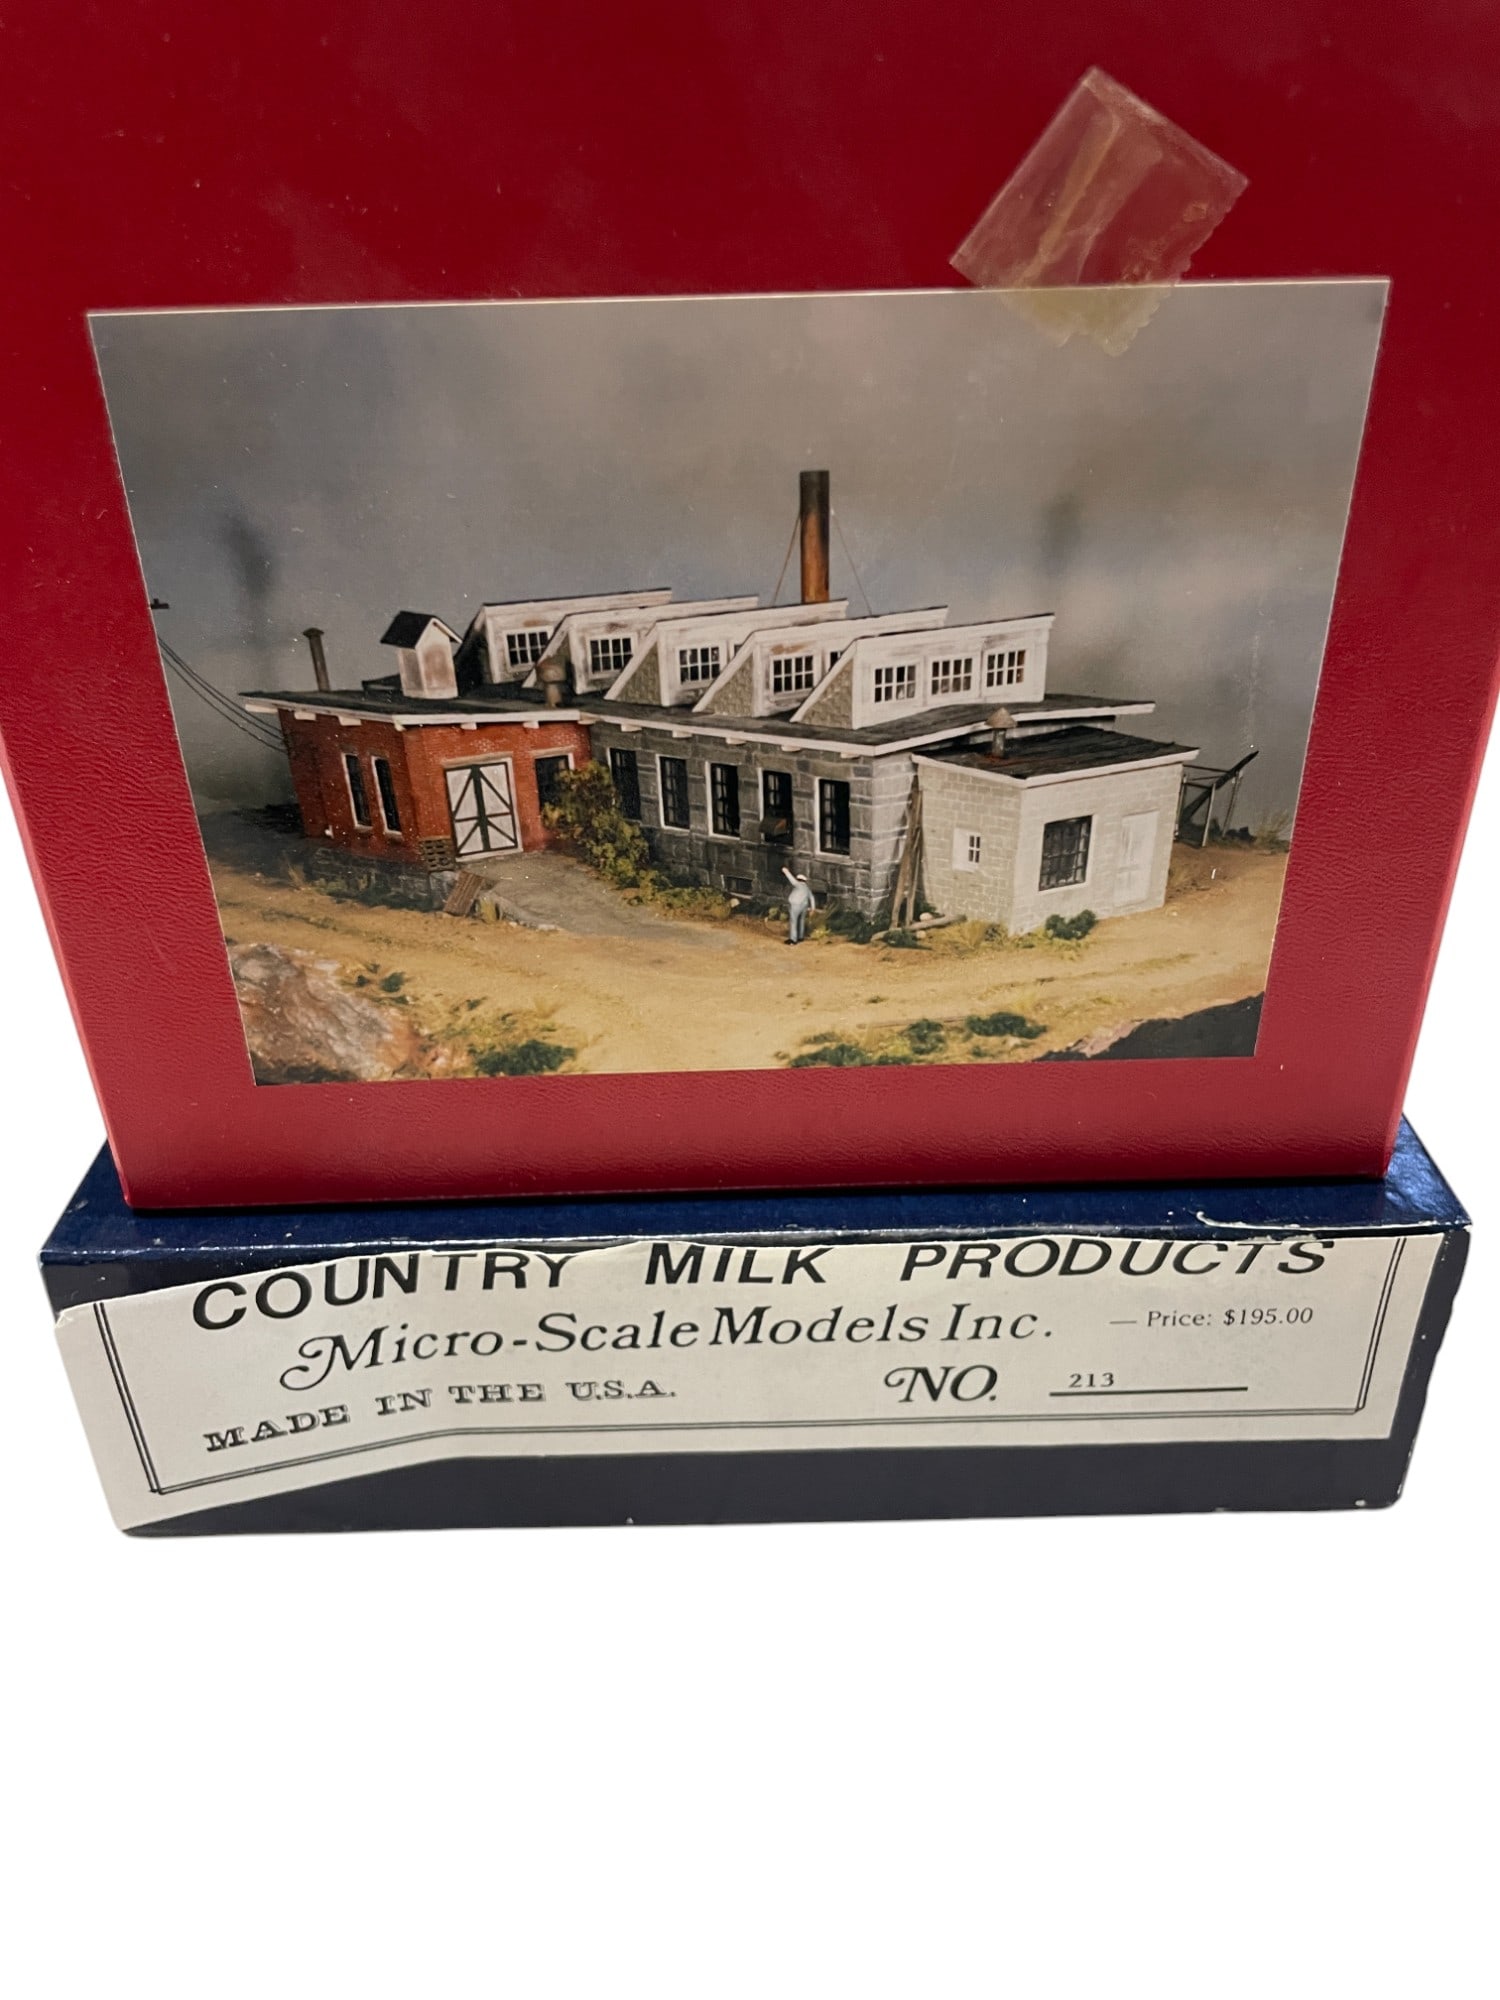 COUNTRY MILK PRODUCTS
Micro-Scale Models Inc. — Price: $195.00
MADE IN THE U.S.A. NO. 213